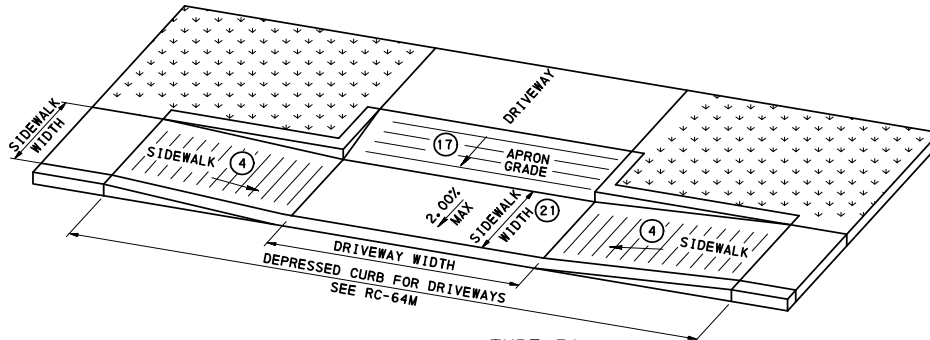 SIDEWALK
WIDTH
DRIVEWAY
SIDEWALK
4
17
APRON
GRADE
2.00%
MAX
SIDEWALK
WIDTH
21
4
SIDEWALK
DRIVEWAY WIDTH
DEPRESSED CURB FOR DRIVEWAYS
SEE RC-64M